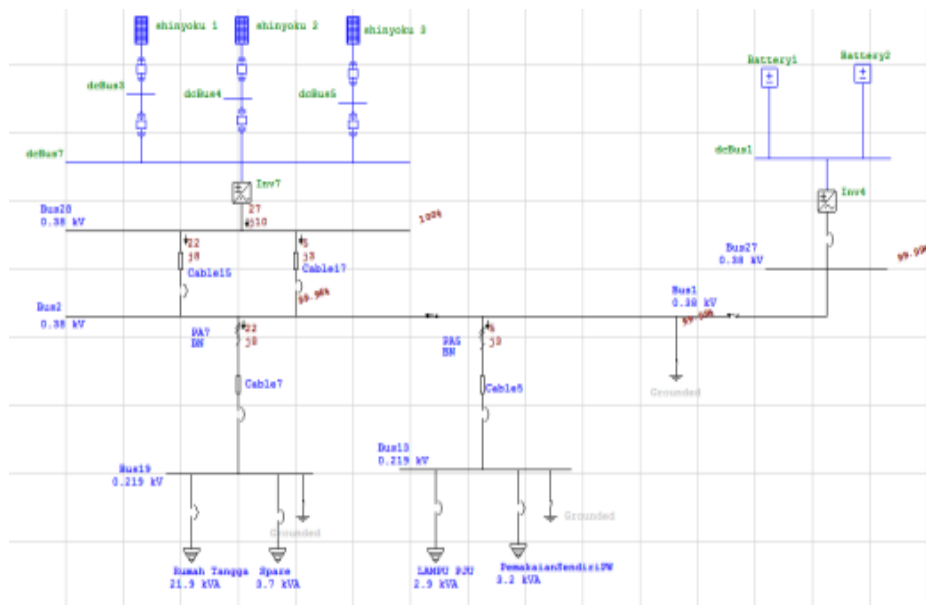 shinyoku 1
shinyoku 2
shinyoku 3
Battery1
Battery2
dcBus3
dcBus4
dcBus5
dcBus7
dcBus1
Inv7
Inv4
27
j10
Bus28
0.38 kV
100%
22
j8
5
j3
Cable15
Cable17
Bus27
0.38 kV
Bus2
0.38 kV
Bus1
0.38 kV
PA7
BN
22
PA5
BN
5
Cable7
Cable5
Grounded
Bus19
0.219 kV
Bus13
0.219 kV
Grounded
Grounded
Rumah Tangga
21.9 kVA
Spare
3.7 kVA
LAMPU PJU
2.9 kVA
PemakaianSendiriPW
3.2 kVA